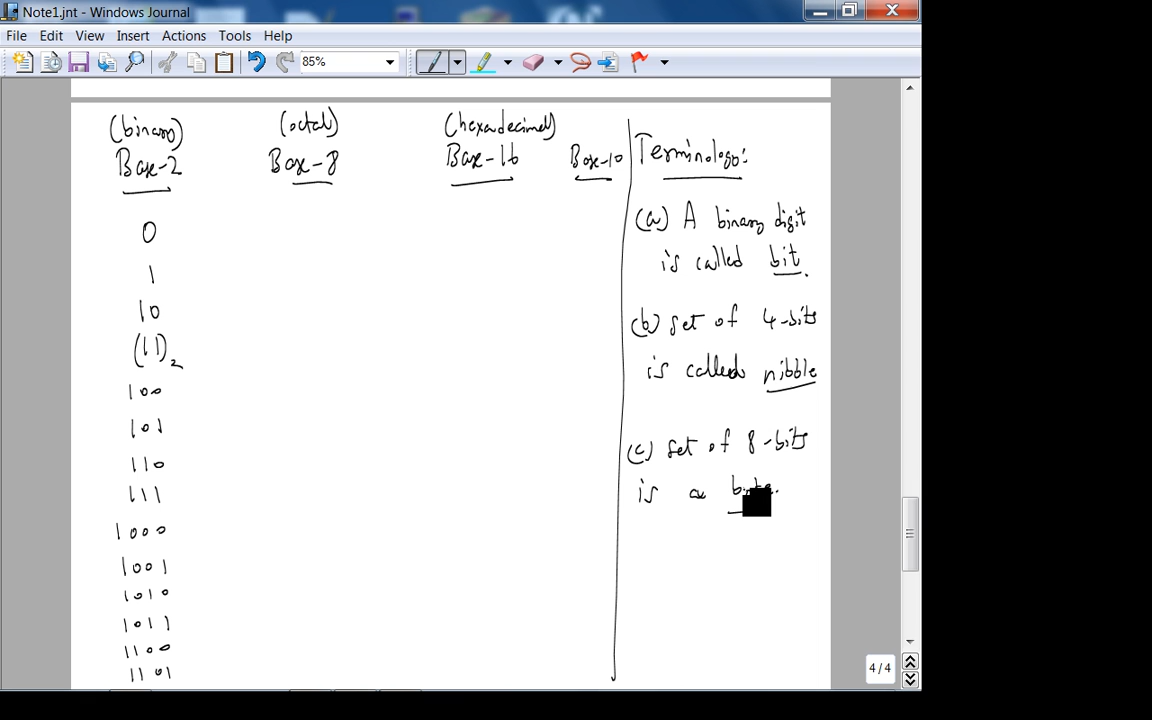 Note1.jnt - Windows Journal
File Edit View Insert Actions Tools Help
85%
(binary) (octal) (hexadecimal)
Base-2 Base-8 Base-16 Base-10
0
1
10
(11)2
100
101
110
111
1000
1001
1010
1011
1100
1101
Terminology:
(a) A binary digit
is called bit.
(b) set of 4-bits
is called nibble
(c) set of 8-bits
is a byte.
4 / 4